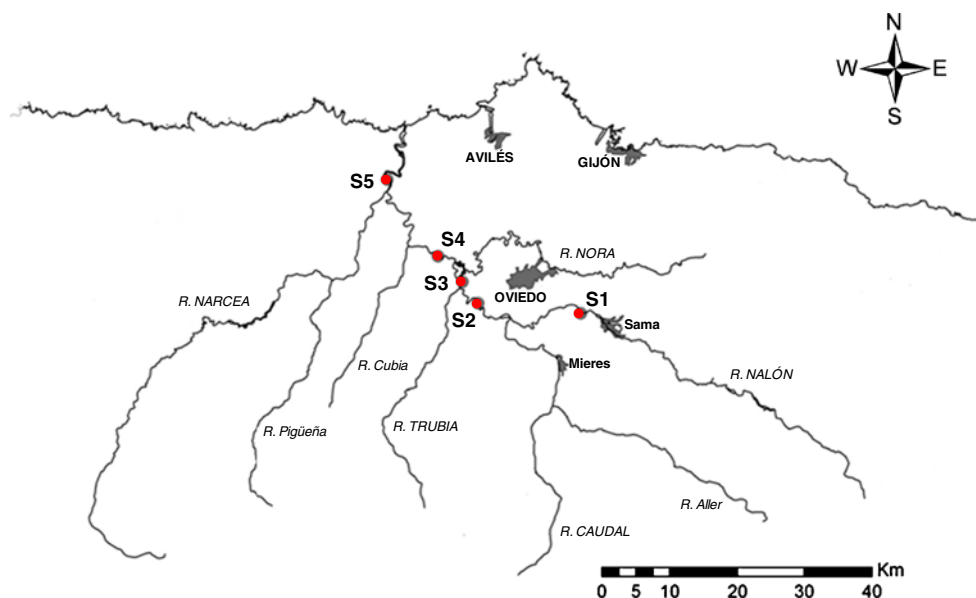 N
W E
S
AVILÉS
GIJÓN
S5
S4
R. NORA
S3
OVIEDO
R. NARCEA
S2
S1
Sama
Mieres
R. Cubia
R. NALÓN
R. Pigüeña
R. TRUBIA
R. Aller
R. CAUDAL
Km
0 5 10 20 30 40